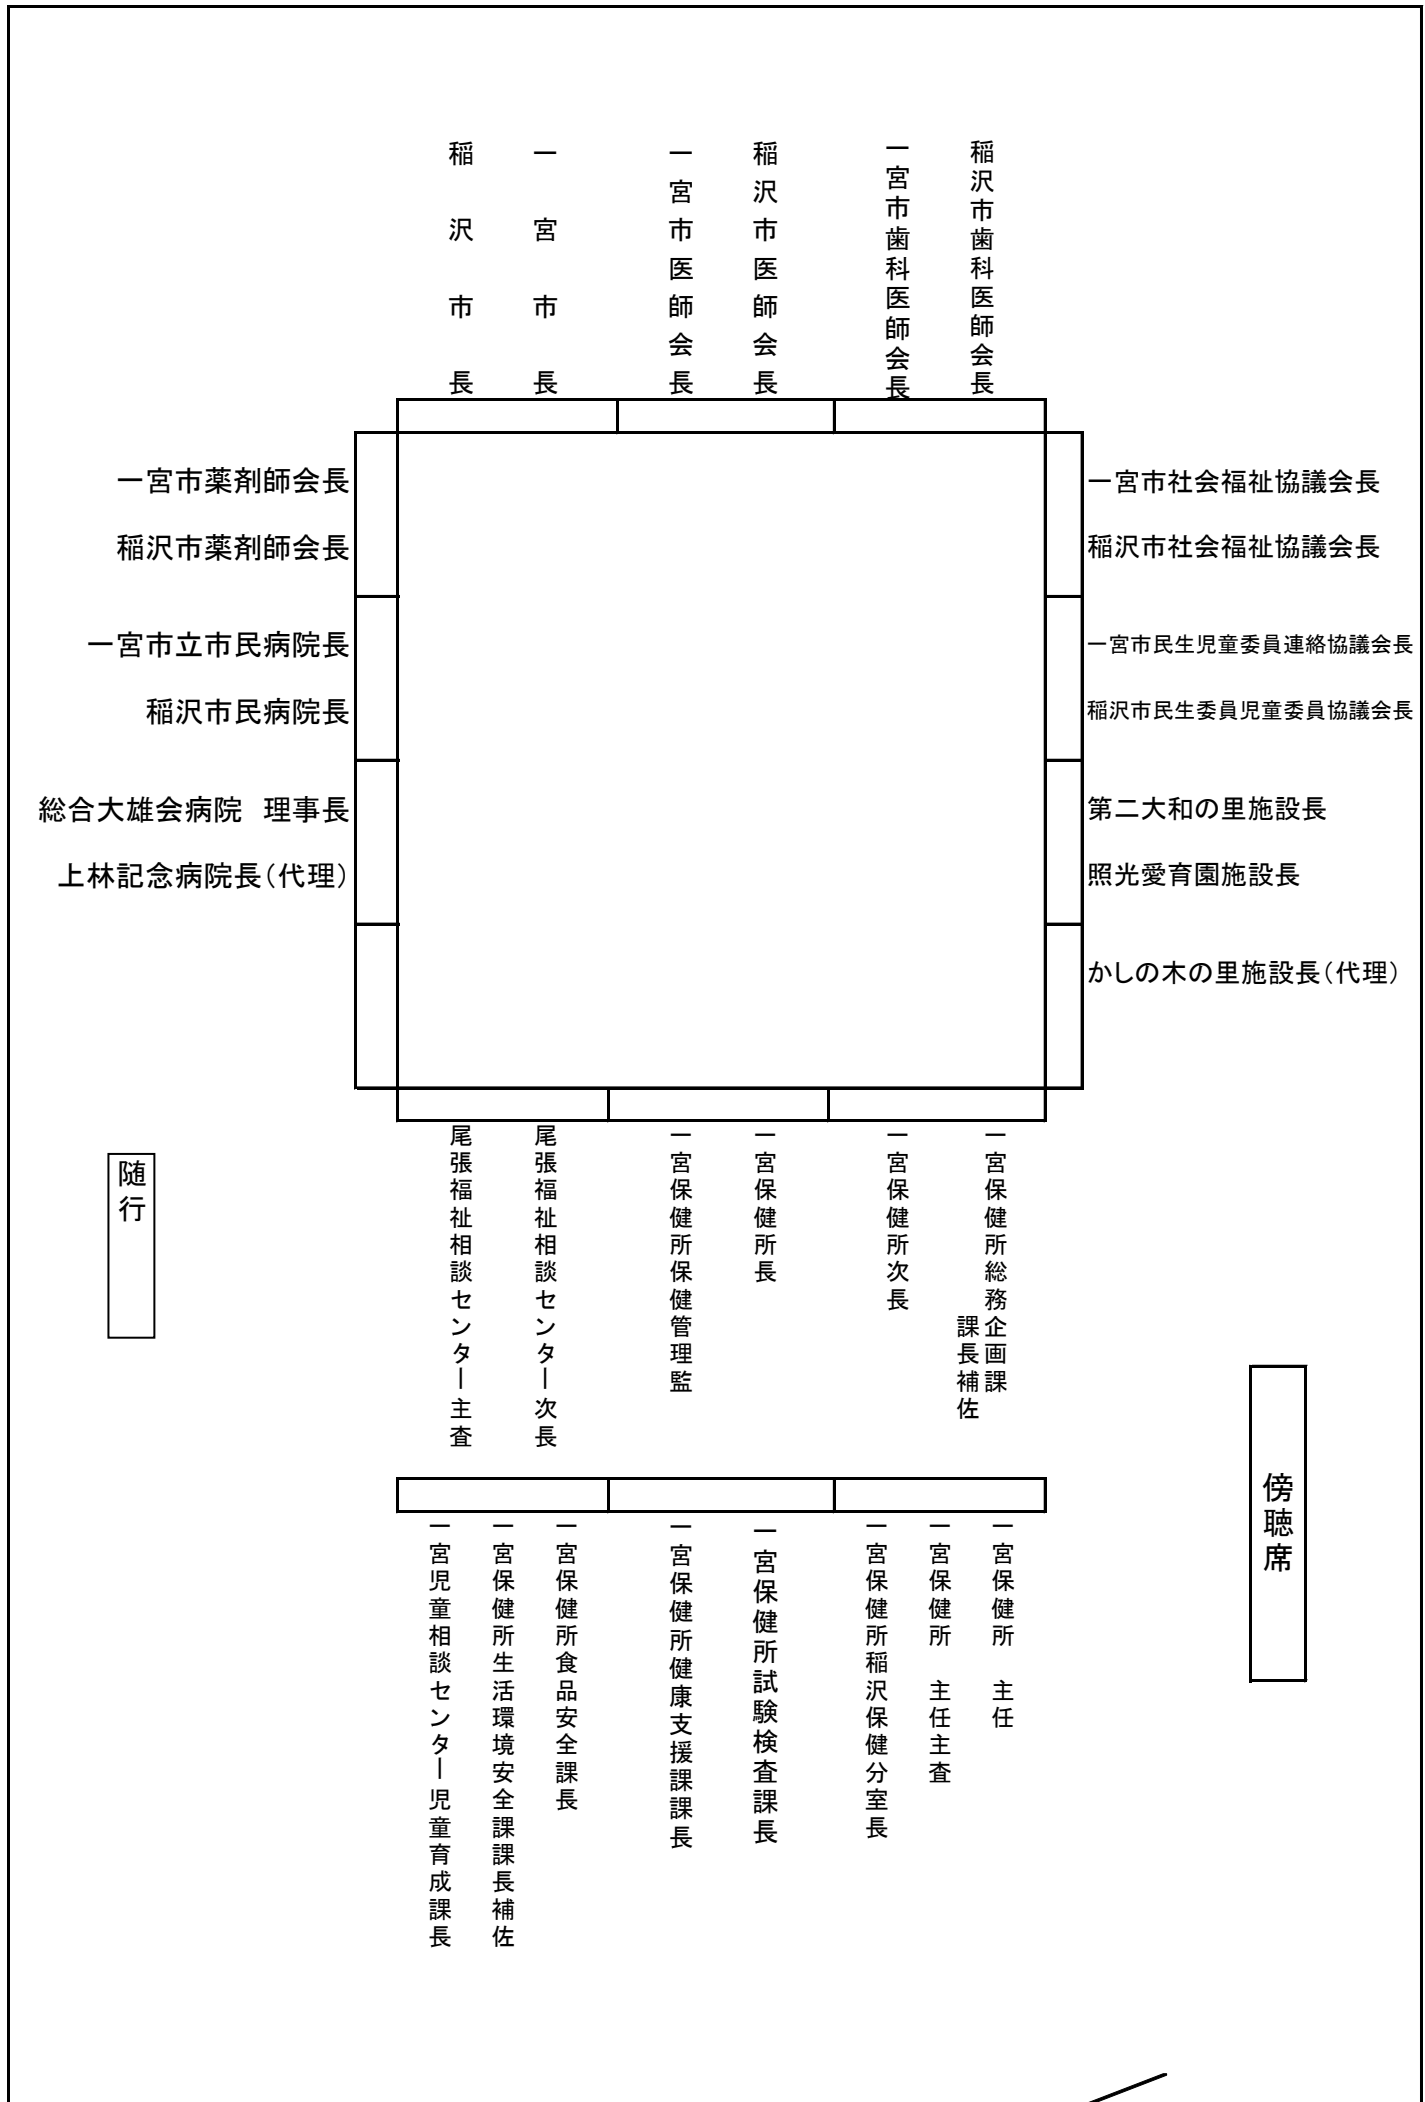 稲沢市長
一宮市長
一宮市医師会長
稲沢市医師会長
一宮市歯科医師会長
稲沢市歯科医師会長
一宮市薬剤師会長
稲沢市薬剤師会長
一宮市立市民病院長
稲沢市民病院長
総合大雄会病院　理事長
上林記念病院長（代理）
一宮市社会福祉協議会長
稲沢市社会福祉協議会長
一宮市民生児童委員連絡協議会長
稲沢市民生委員児童委員協議会長
第二大和の里施設長
照光愛育園施設長
かしの木の里施設長（代理）
随行
尾張福祉相談センター主査
尾張福祉相談センター次長
一宮保健所保健管理監
一宮保健所長
一宮保健所次長
一宮保健所総務企画課
課長補佐
傍聴席
一宮児童相談センター児童育成課長
一宮保健所生活環境安全課課長補佐
一宮保健所食品安全課長
一宮保健所健康支援課課長
一宮保健所試験検査課長
一宮保健所稲沢保健分室長
一宮保健所　主任主査
一宮保健所　主任